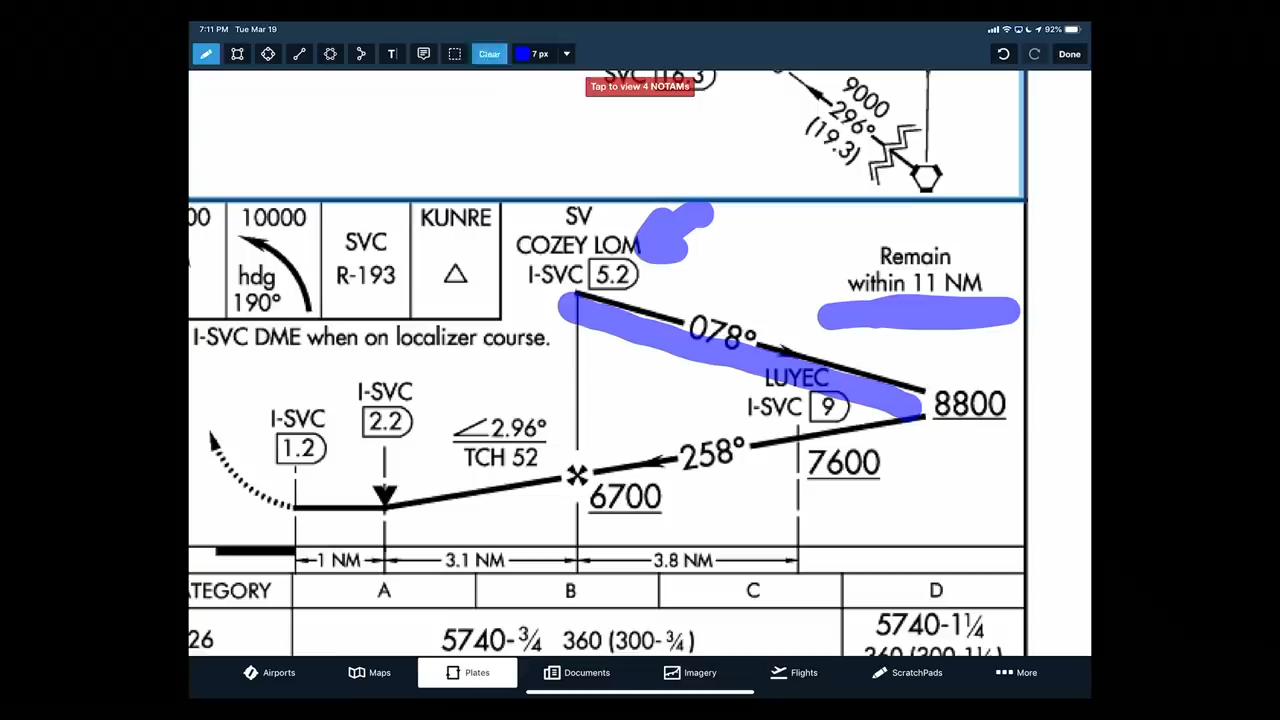 7:11 PM Tue Mar 19
92%
T
Clear
7 px
Done
Tap to view 4 NOTAMs
9000
296°
(19.3)
10000
hdg
190°
SVC
R-193
KUNRE
SV
COZEY LOM
I-SVC 5.2
Remain
within 11 NM
I-SVC DME when on localizer course.
078°
LUYEC
I-SVC 9
8800
I-SVC
2.2
I-SVC
1.2
2.96°
TCH 52
258°
7600
6700
1 NM
3.1 NM
3.8 NM
A
B
C
D
26
5740-¾ 360 (300-¾)
5740-1¼
Airports
Maps
Plates
Documents
Imagery
Flights
ScratchPads
More